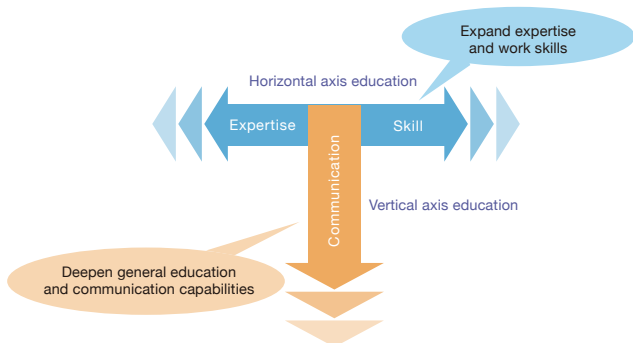 Expand expertise
and work skills
Horizontal axis education
Expertise
Skill
Communication
Vertical axis education
Deepen general education
and communication capabilities